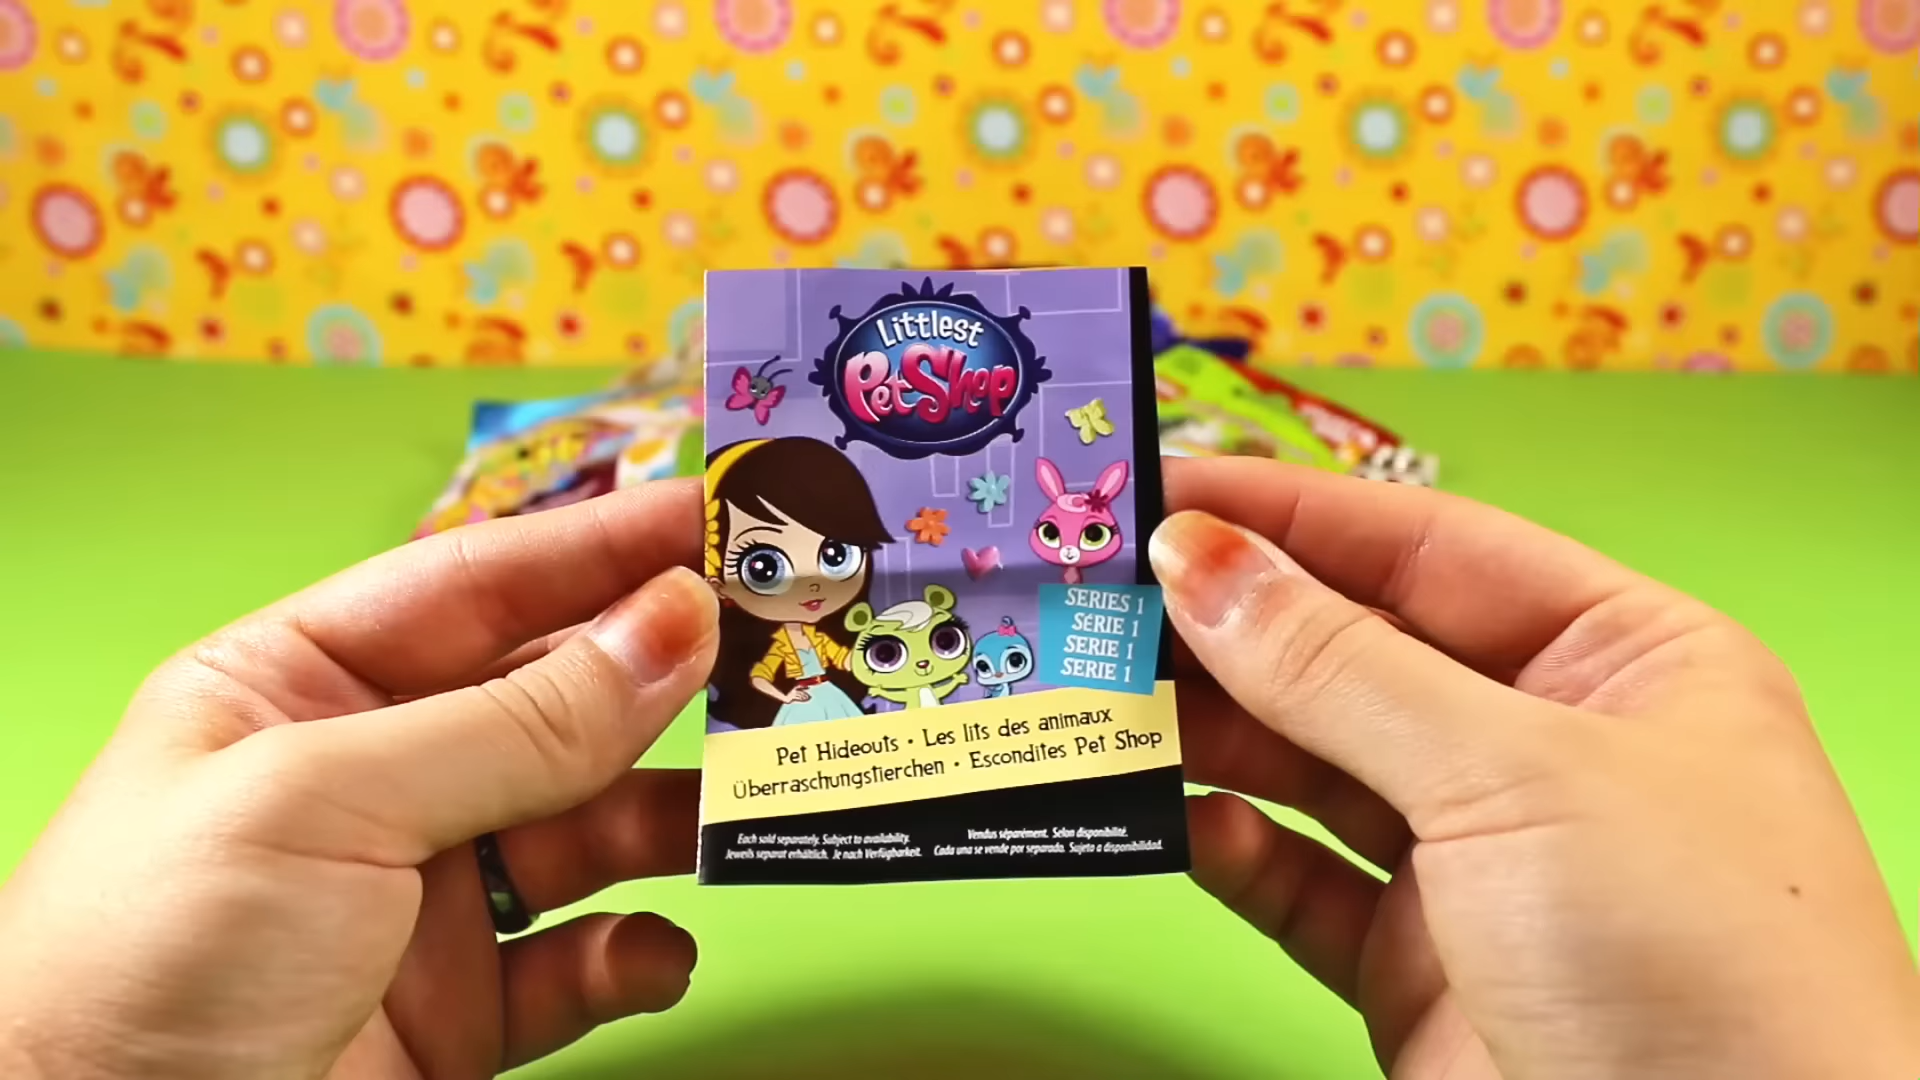 Littlest
PetShop
SERIES 1
SÉRIE 1
SERIE 1
SERIE 1
Pet Hideouts • Les lits des animaux
Überraschungstierchen • Escondites Pet Shop
Each sold separately. Subject to availability.
Jeweils separat erhältlich. Je nach Verfügbarkeit.
Vendus séparément. Selon disponibilité.
Cada una se vende por separado. Sujeto a disponibilidad.